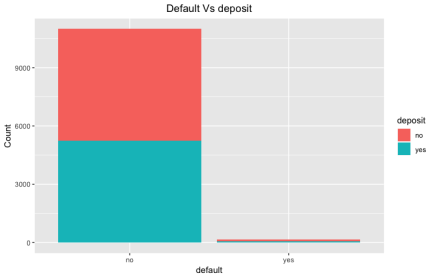 Default Vs deposit
Count
9000
6000
3000
0
no
yes
default
deposit
no
yes